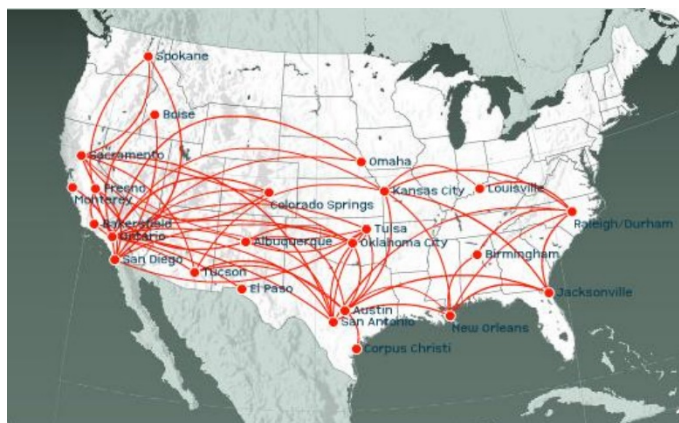 Spokane
Boise
Sacramento
Omaha
Fresno
Monterey
Kansas City
Louisville
Colorado Springs
Raleigh/Durham
Bakersfield
Ontario
Tulsa
Albuquerque
Oklahoma City
Birmingham
San Diego
Tucson
El Paso
Jacksonville
Austin
San Antonio
New Orleans
Corpus Christi